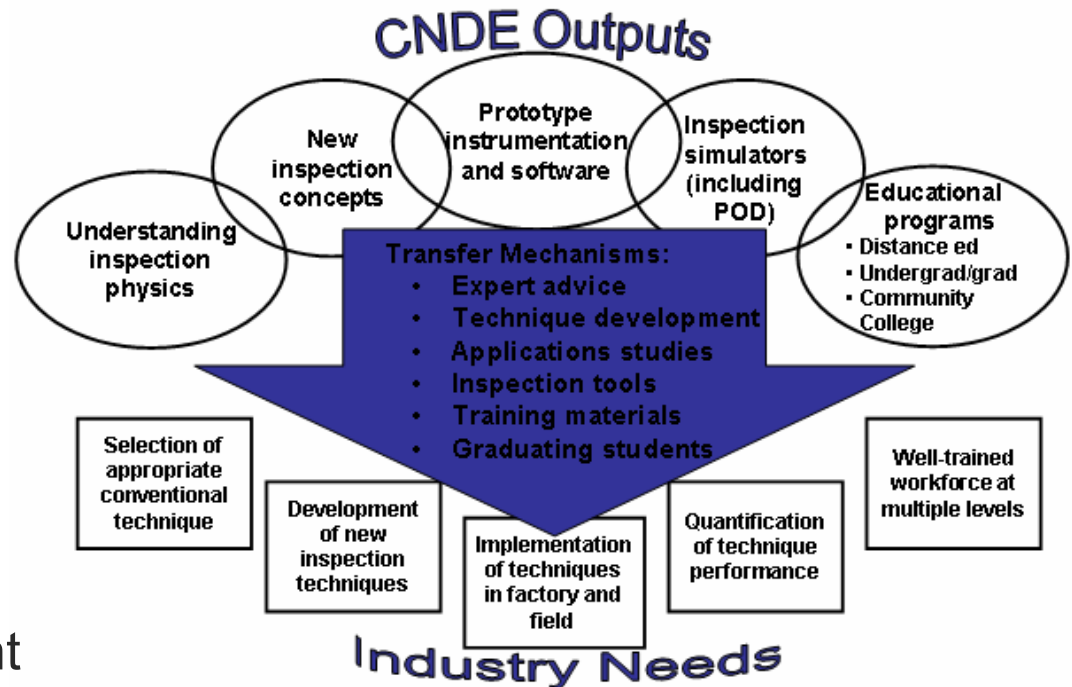 CNDE Outputs
Understanding
inspection
physics
New
inspection
concepts
Prototype
instrumentation
and software
Inspection
simulators
(including
POD)
Educational
programs
▪ Distance ed
▪ Undergrad/grad
▪ Community
College
Transfer Mechanisms:
• Expert advice
• Technique development
• Applications studies
• Inspection tools
• Training materials
• Graduating students
Selection of
appropriate
conventional
technique
Development
of new
inspection
techniques
Implementation
of techniques
in factory and
field
Quantification
of technique
performance
Well-trained
workforce at
multiple levels
Industry Needs
nt